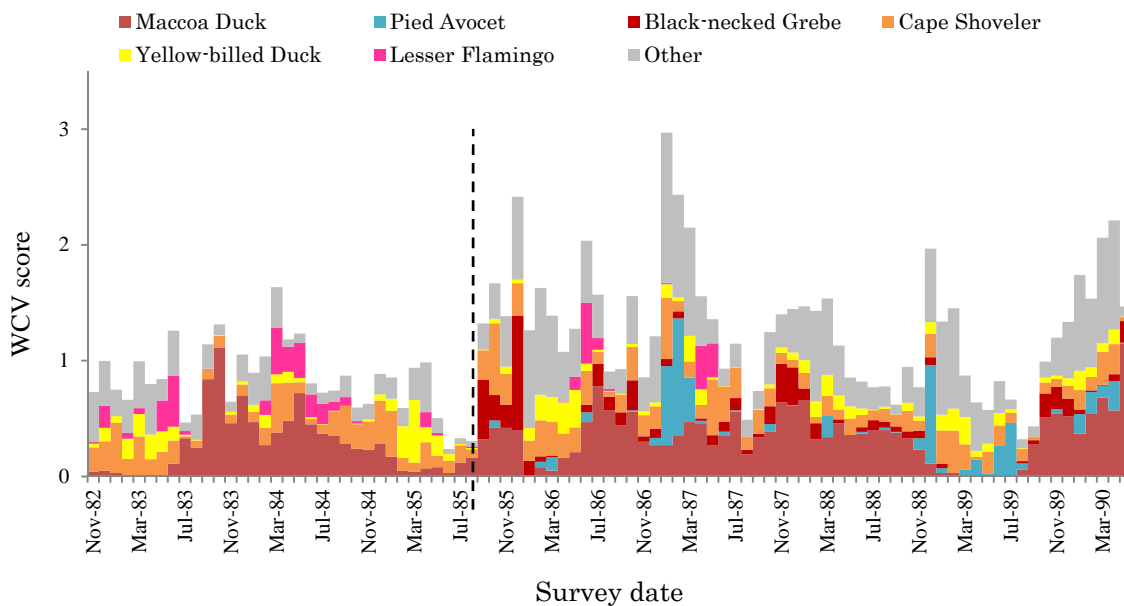 Maccoa Duck Pied Avocet Black-necked Grebe Cape Shoveler
Yellow-billed Duck Lesser Flamingo Other
3
2
1
0
WCV score
Nov-82 Mar-83 Jul-83 Nov-83 Mar-84 Jul-84 Nov-84 Mar-85 Jul-85 Nov-85 Mar-86 Jul-86 Nov-86 Mar-87 Jul-87 Nov-87 Mar-88 Jul-88 Nov-88 Mar-89 Jul-89 Nov-89 Mar-90
Survey date